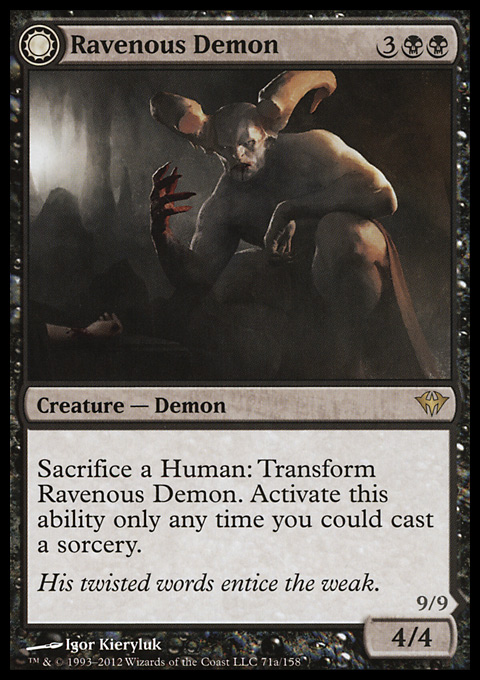 Ravenous Demon 3
Creature — Demon
Sacrifice a Human: Transform
Ravenous Demon. Activate this
ability only any time you could cast
a sorcery.
His twisted words entice the weak.
9/9
4/4
Igor Kieryluk
™ & © 1993–2012 Wizards of the Coast LLC 71a/158